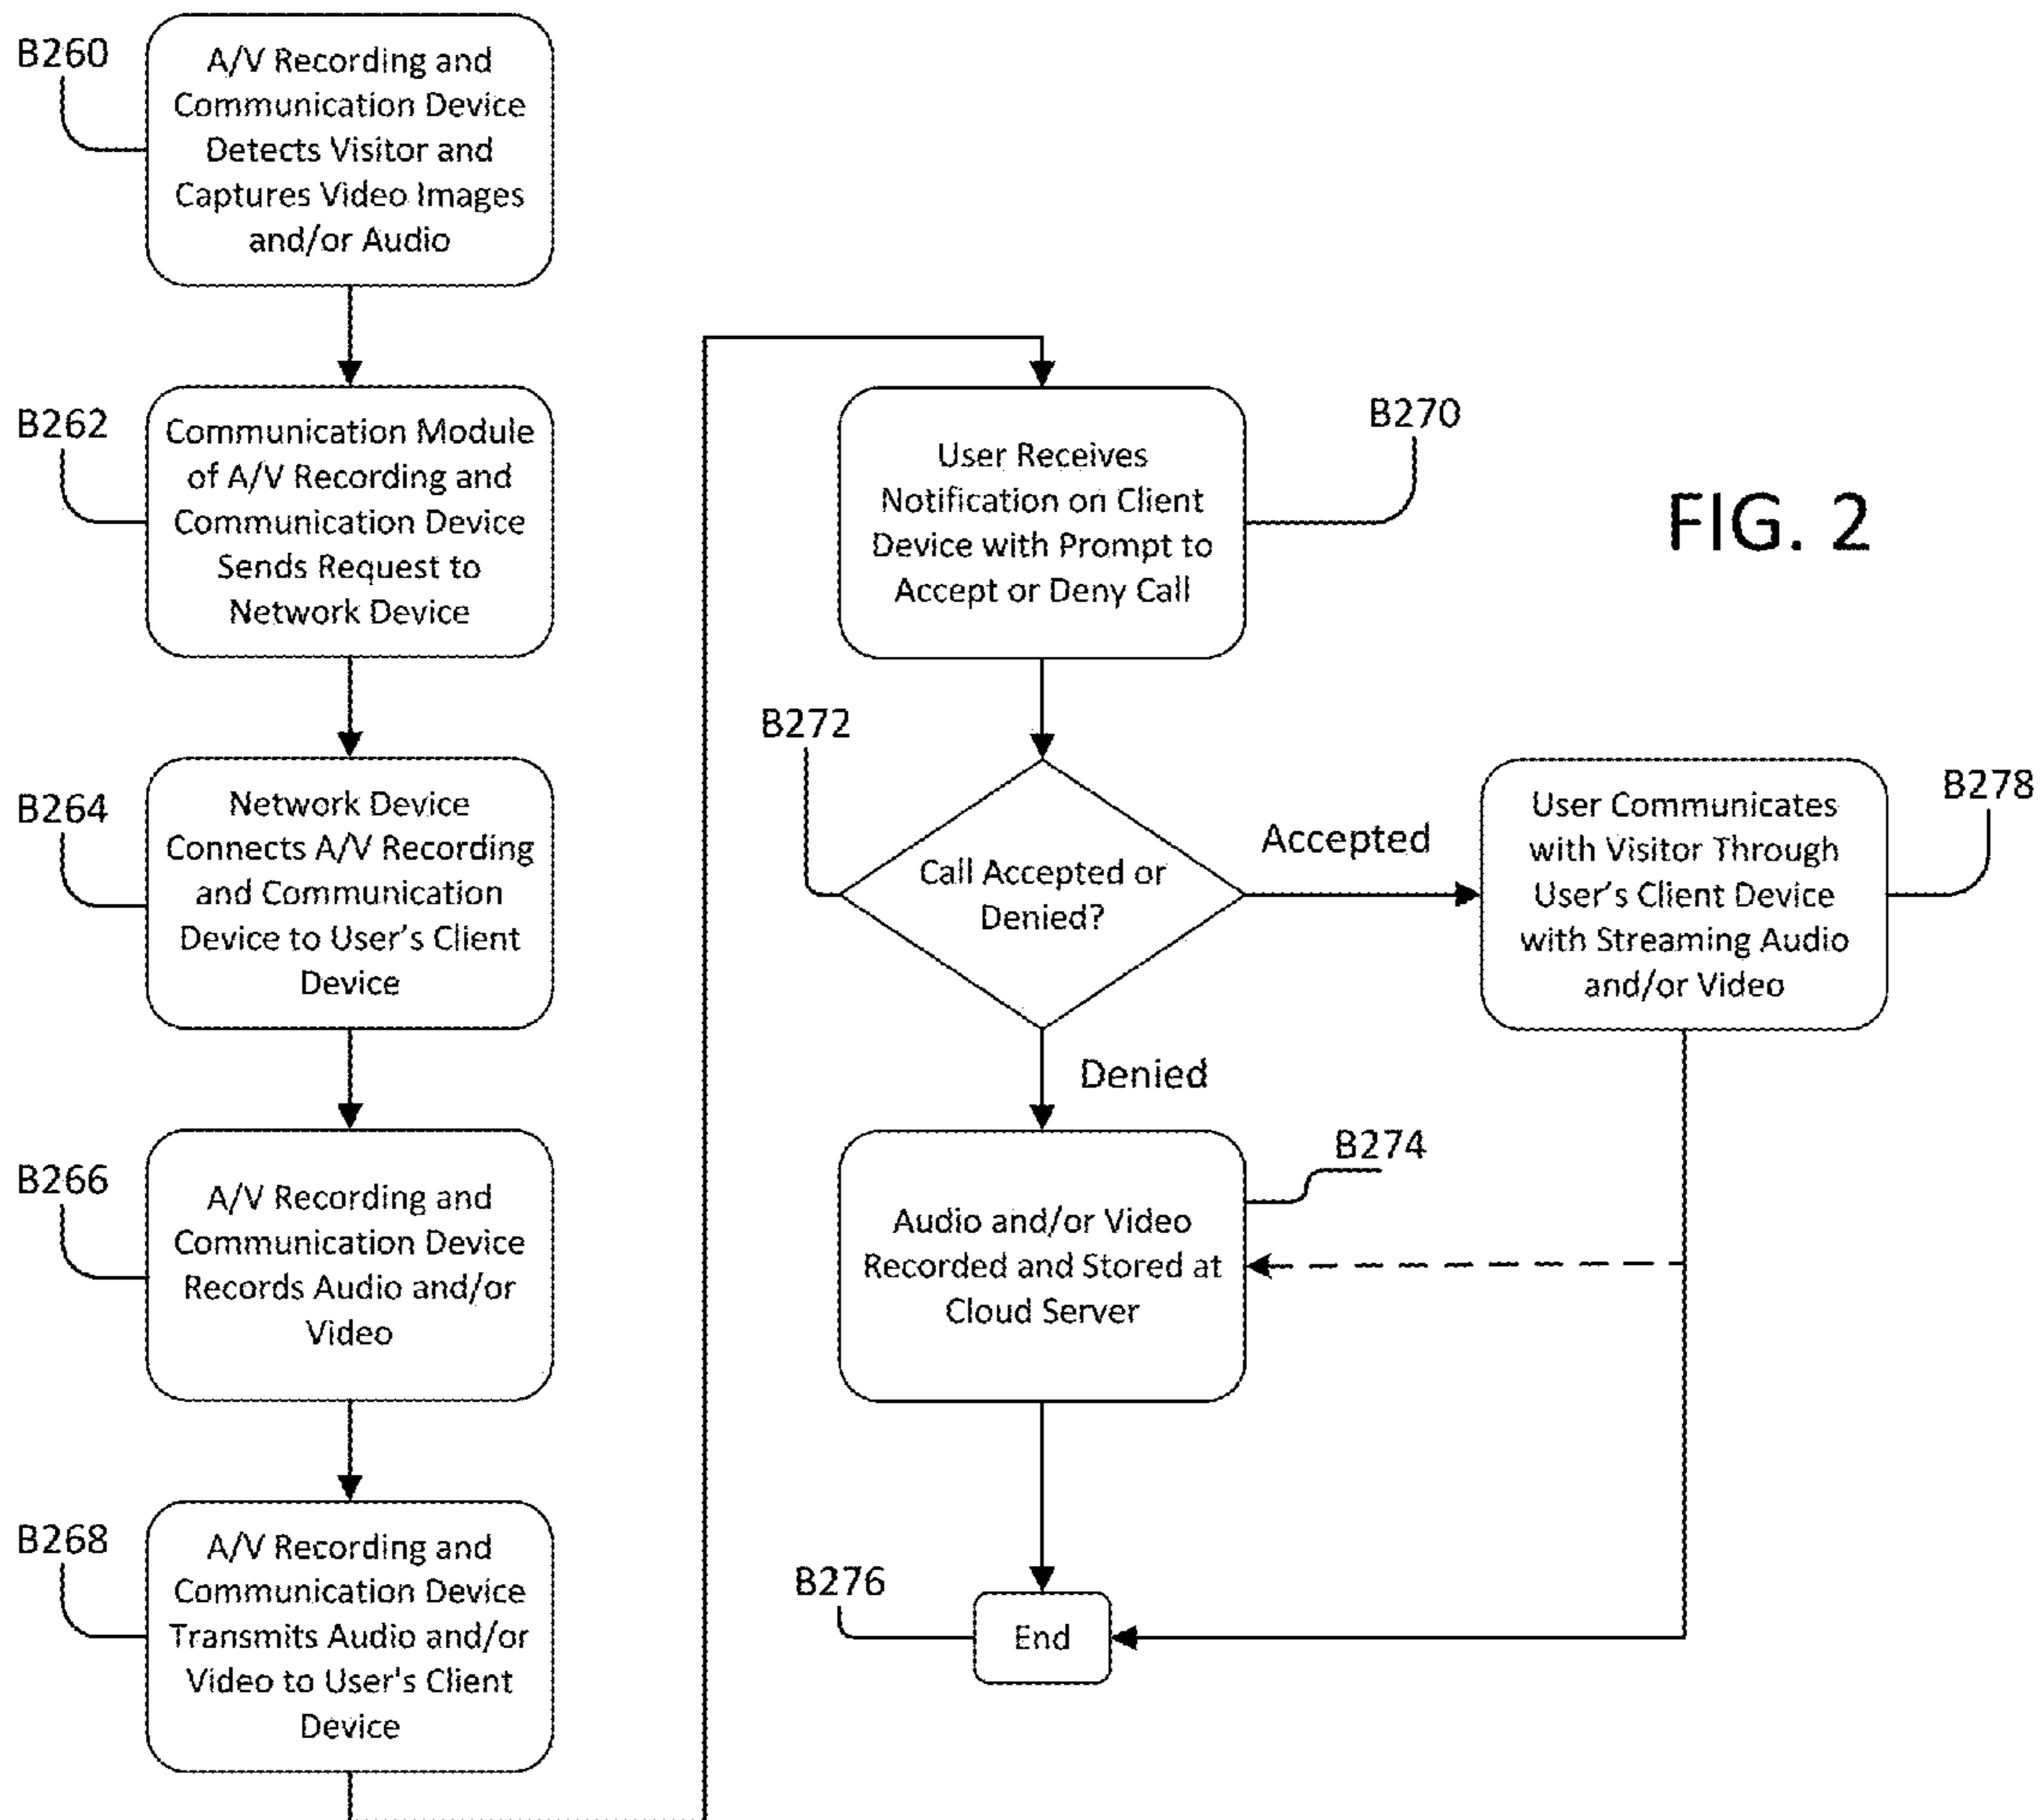 B260
A/V Recording and
Communication Device
Detects Visitor and
Captures Video Images
and/or Audio
B262
Communication Module
of A/V Recording and
Communication Device
Sends Request to
Network Device
B264
Network Device
Connects A/V Recording
and Communication
Device to User’s Client
Device
B266
A/V Recording and
Communication Device
Records Audio and/or
Video
B268
A/V Recording and
Communication Device
Transmits Audio and/or
Video to User's Client
Device
B270
User Receives
Notification on Client
Device with Prompt to
Accept or Deny Call
FIG. 2
B272
Call Accepted or
Denied?
Accepted
B278
User Communicates
with Visitor Through
User’s Client Device
with Streaming Audio
and/or Video
Denied
B274
Audio and/or Video
Recorded and Stored at
Cloud Server
B276
End